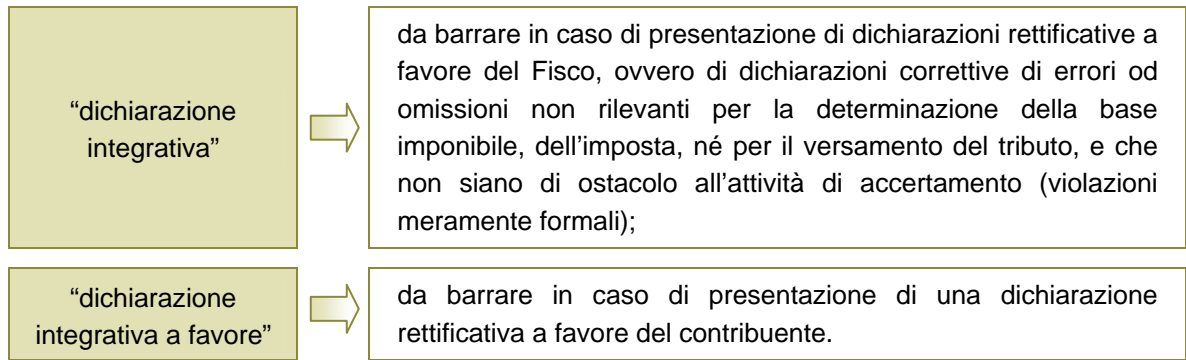 “dichiarazione
integrativa”
da barrare in caso di presentazione di dichiarazioni rettificative a
favore del Fisco, ovvero di dichiarazioni correttive di errori od
omissioni non rilevanti per la determinazione della base
imponibile, dell’imposta, né per il versamento del tributo, e che
non siano di ostacolo all’attività di accertamento (violazioni
meramente formali);
“dichiarazione
integrativa a favore”
da barrare in caso di presentazione di una dichiarazione
rettificativa a favore del contribuente.